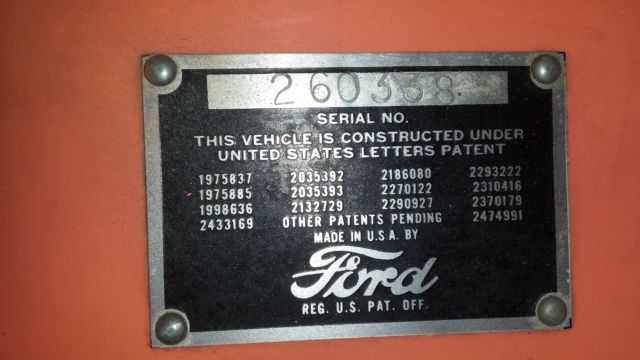 260338
SERIAL NO.
THIS VEHICLE IS CONSTRUCTED UNDER
UNITED STATES LETTERS PATENT
1975837 2035392 2186080 2293222
1975885 2035393 2270122 2310416
1998636 2132729 2290927 2370179
2433169 OTHER PATENTS PENDING 2474991
MADE IN U.S.A. BY
Ford
REG. U.S. PAT. OFF.